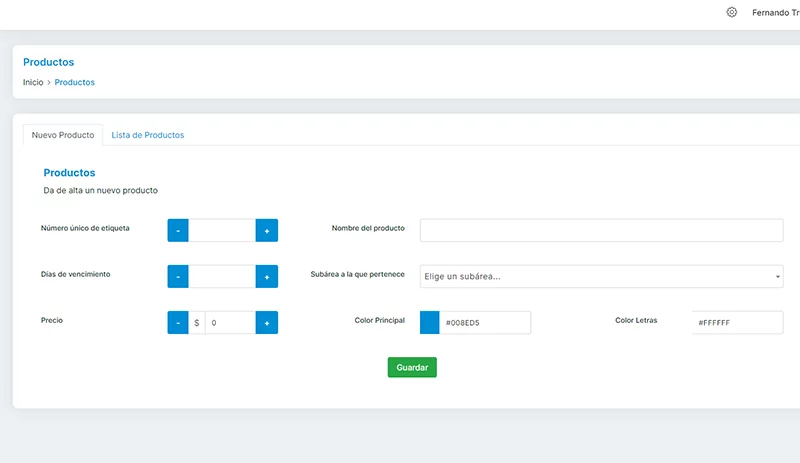 Fernando Tr
Productos
Inicio > Productos
Nuevo Producto Lista de Productos
Productos
Da de alta un nuevo producto
Número único de etiqueta - + Nombre del producto
Días de vencimiento - + Subárea a la que pertenece Elige un subárea...
Precio - $ 0 + Color Principal #008ED5 Color Letras #FFFFFF
Guardar